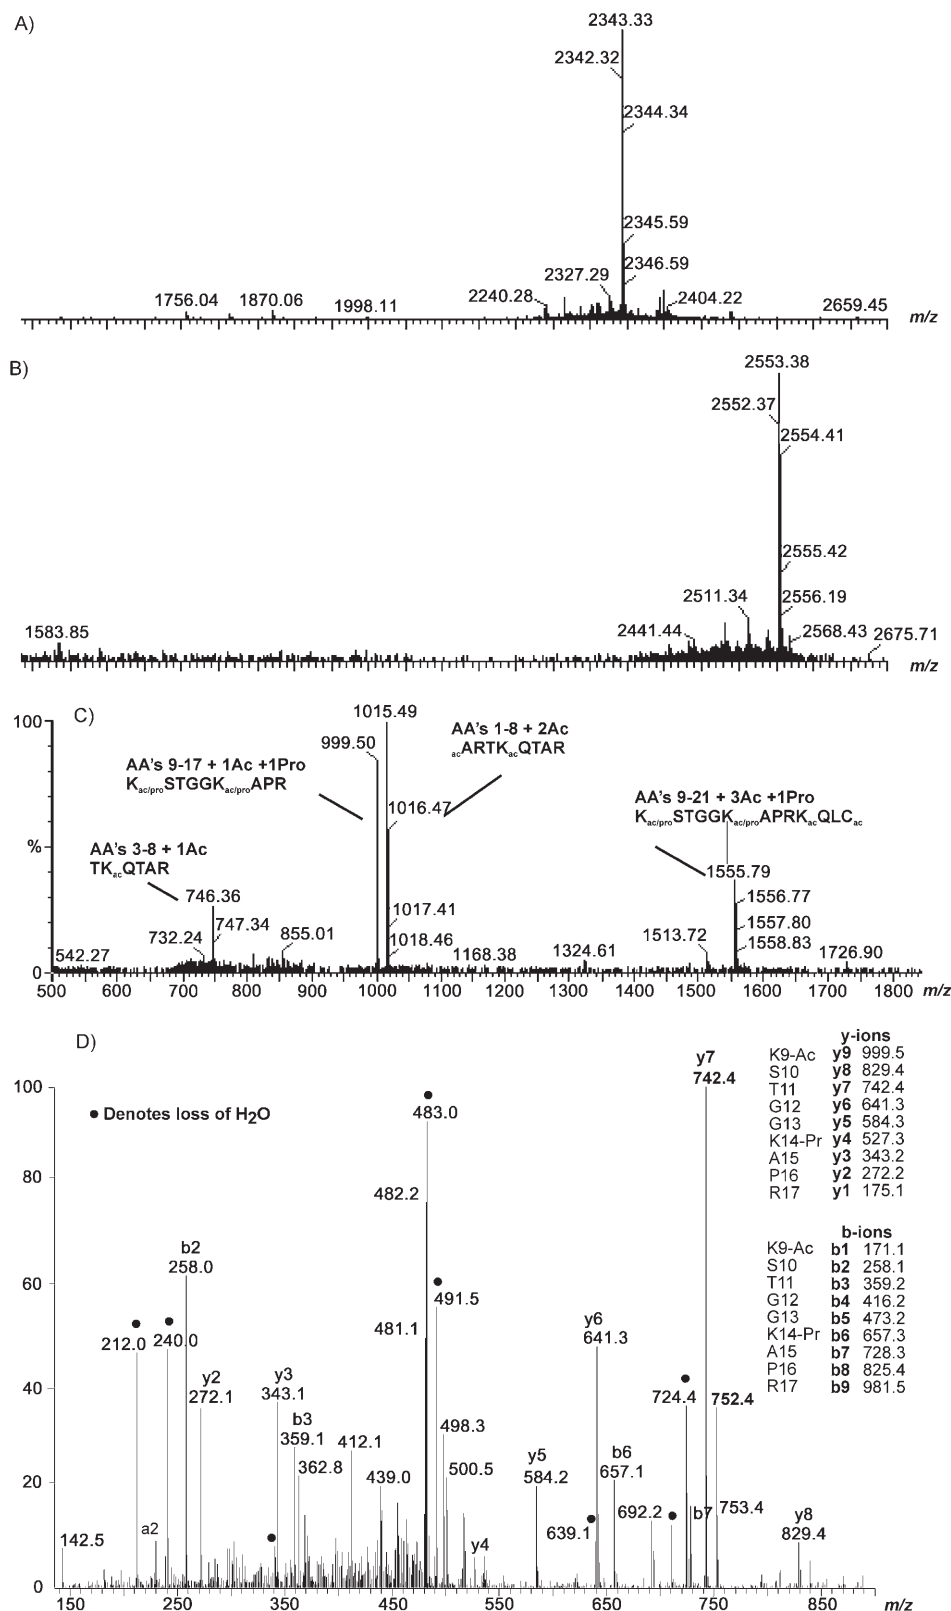 A)
2343.33
2342.32
2344.34
2345.59
2327.29
2346.59
2240.28
2404.22
1756.04
1870.06
1998.11
2659.45
m/z
B)
2553.38
2552.37
2554.41
2555.42
2556.19
2511.34
2441.44
2568.43
2675.71
1583.85
m/z
C)
100
%
0
1015.49
999.50
AA's 1-8 + 2Ac
acARTKacQTAR
AA's 9-17 + 1Ac +1Pro
Kac/proSTGGKac/proAPR
1016.47
AA's 9-21 + 3Ac +1Pro
Kac/proSTGGKac/proAPRKacQLCac
AA's 3-8 + 1Ac
TKacQTAR
746.36
747.34
732.24
855.01
542.27
1017.41
1018.46
1168.38
1324.61
1513.72
1555.79
1556.77
1557.80
1558.83
1726.90
500 600 700 800 900 1000 1100 1200 1300 1400 1500 1600 1700 1800 m/z
D)
● Denotes loss of H2O
100
80
60
40
20
0
y7
742.4
483.0
482.2
481.1
491.5
b2
258.0
212.0
240.0
y2
272.1
y3
343.1
b3
359.1
362.8
412.1
439.0
498.3
500.5
y4
y5
584.2
y6
641.3
639.1
b6
657.1
692.2
724.4
b7
752.4
753.4
y8
829.4
142.5
a2
150 250 350 450 550 650 750 850 m/z
y-ions
K9-Ac y9 999.5
S10 y8 829.4
T11 y7 742.4
G12 y6 641.3
G13 y5 584.3
K14-Pr y4 527.3
A15 y3 343.2
P16 y2 272.2
R17 y1 175.1
b-ions
K9-Ac b1 171.1
S10 b2 258.1
T11 b3 359.2
G12 b4 416.2
G13 b5 473.2
K14-Pr b6 657.3
A15 b7 728.3
P16 b8 825.4
R17 b9 981.5